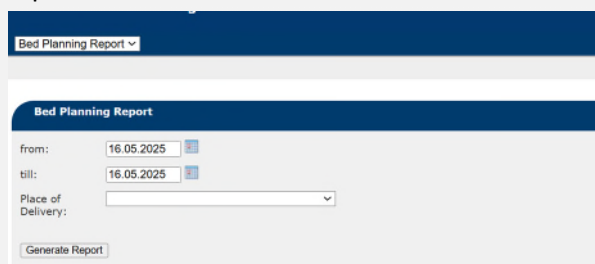 Bed Planning Report
Bed Planning Report
from: 16.05.2025
till: 16.05.2025
Place of
Delivery:
Generate Report